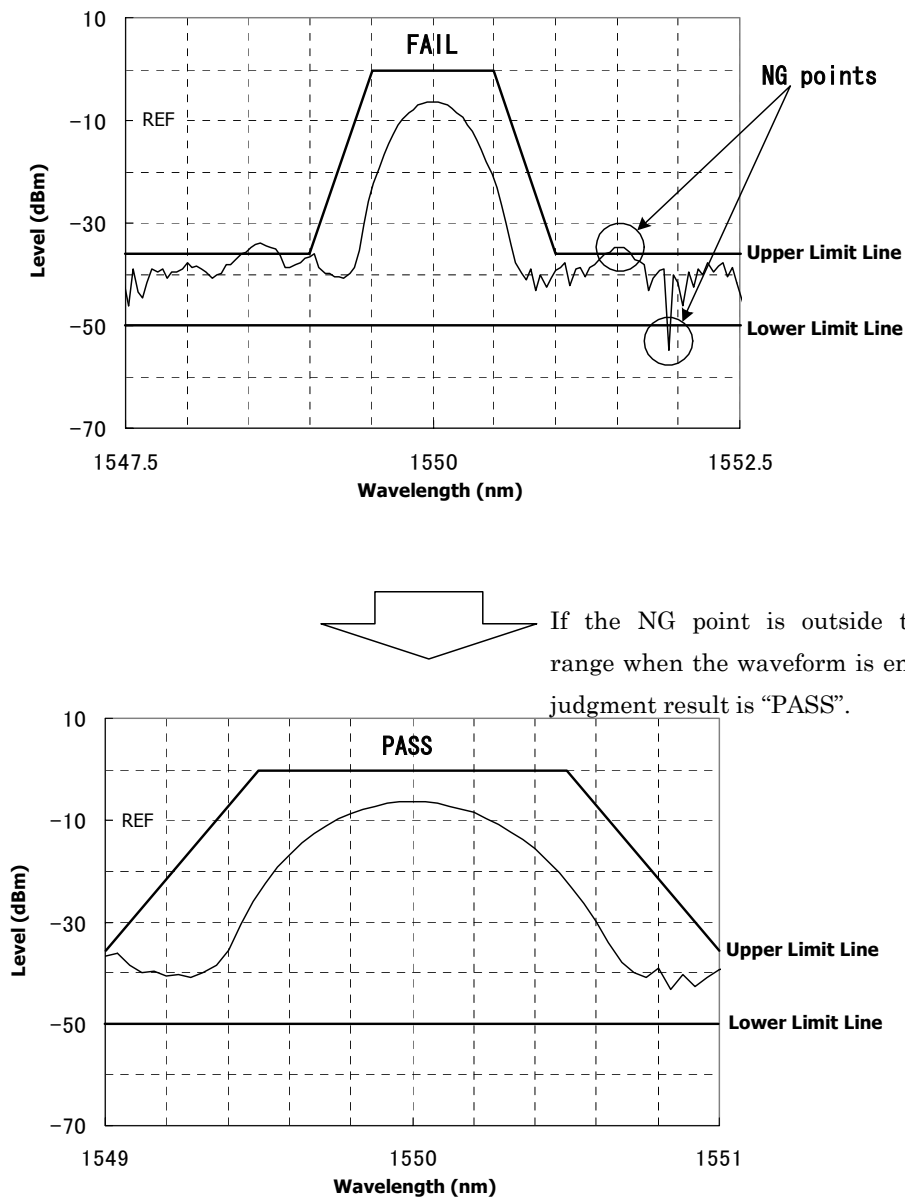 10
FAIL
NG points
-10
REF
-30
Level (dBm)
Upper Limit Line
-50
Lower Limit Line
-70
1547.5
1550
1552.5
Wavelength (nm)
If the NG point is outside
range when the waveform is
judgment result is “PASS”.
10
PASS
-10
REF
-30
Level (dBm)
Upper Limit Line
-50
Lower Limit Line
-70
1549
1550
1551
Wavelength (nm)